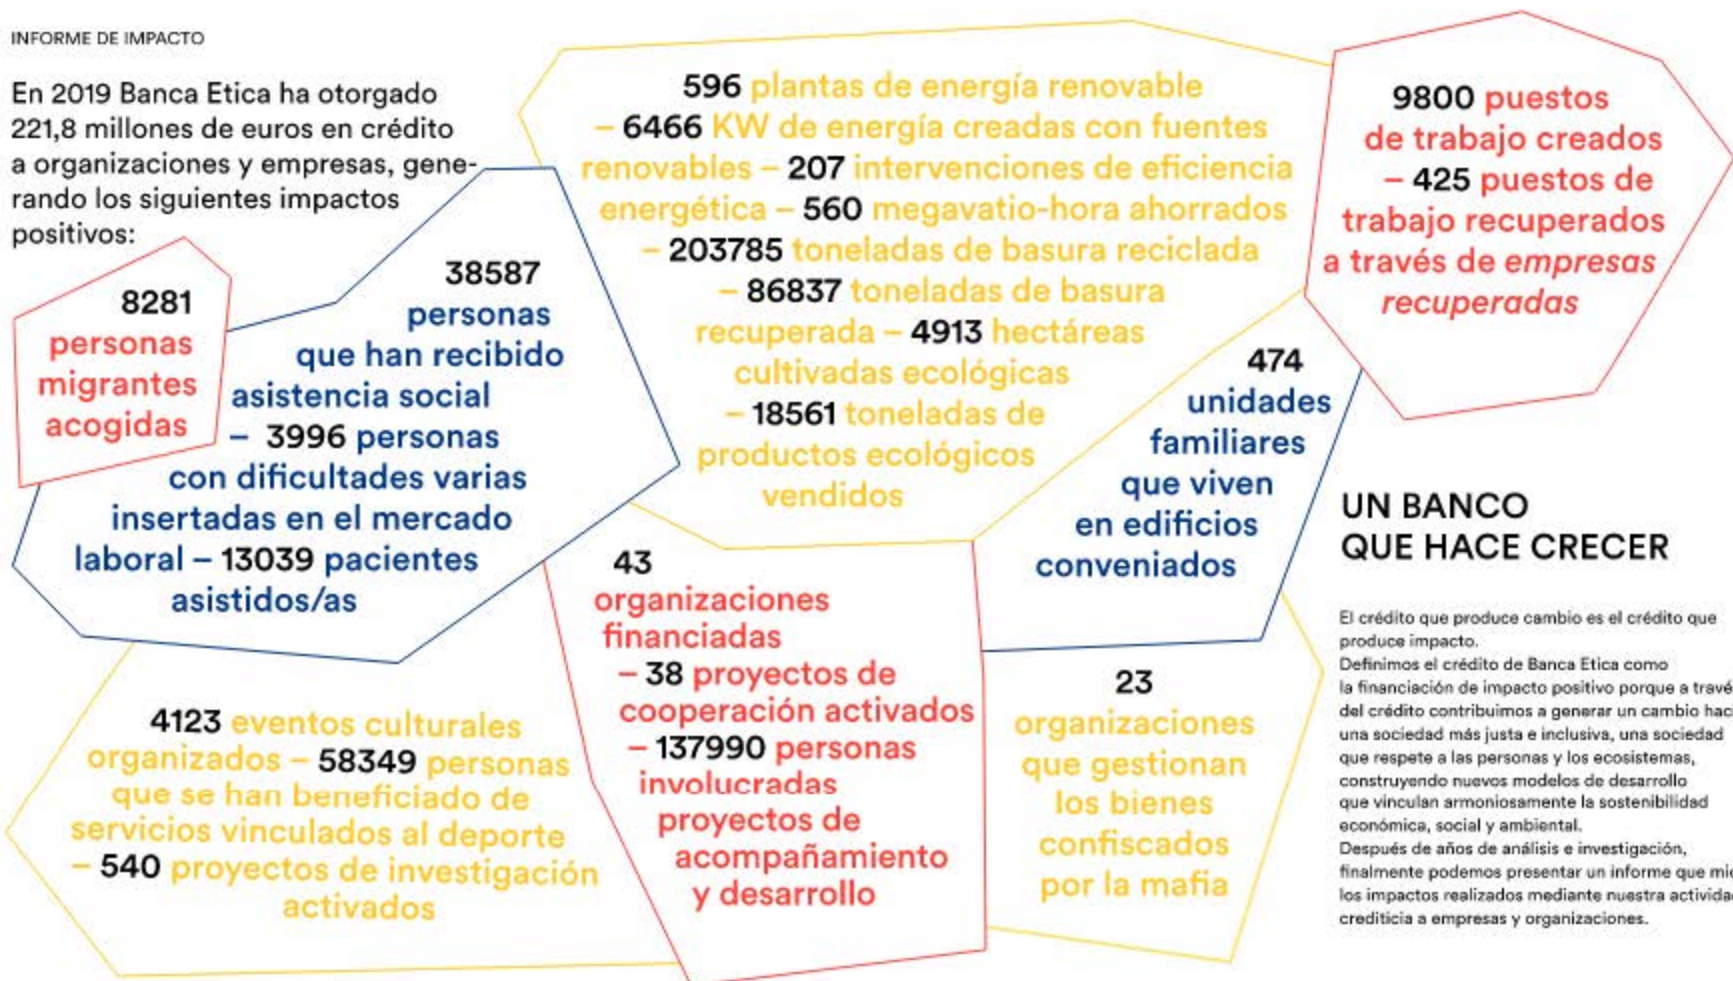 INFORME DE IMPACTO
En 2019 Banca Etica ha otorgado
221,8 millones de euros en crédito
a organizaciones y empresas, gene-
rando los siguientes impactos
positivos:
8281
personas
migrantes
acogidas
38587
personas
que han recibido
asistencia social
– 3996 personas
con dificultades varias
insertadas en el mercado
laboral – 13039 pacientes
asistidos/as
596 plantas de energía renovable
– 6466 KW de energía creadas con fuentes
renovables – 207 intervenciones de eficiencia
energética – 560 megavatio-hora ahorrados
– 203785 toneladas de basura reciclada
– 86837 toneladas de basura
recuperada – 4913 hectáreas
cultivadas ecológicas
– 18561 toneladas de
productos ecológicos
vendidos
9800 puestos
de trabajo creados
– 425 puestos de
trabajo recuperados
a través de empresas
recuperadas
474
unidades
familiares
que viven
en edificios
conveniados
4123 eventos culturales
organizados – 58349 personas
que se han beneficiado de
servicios vinculados al deporte
– 540 proyectos de investigación
activados
43
organizaciones
financiadas
– 38 proyectos de
cooperación activados
– 137990 personas
involucradas
proyectos de
acompañamiento
y desarrollo
23
organizaciones
que gestionan
los bienes
confiscados
por la mafia
UN BANCO
QUE HACE CRECER
El crédito que produce cambio es el crédito que
produce impacto.
Definimos el crédito de Banca Etica como
la financiación de impacto positivo porque a travé
del crédito contribuimos a generar un cambio hac
una sociedad más justa e inclusiva, una sociedad
que respete a las personas y los ecosistemas,
construyendo nuevos modelos de desarrollo
que vinculan armoniosamente la sostenibilidad
económica, social y ambiental.
Después de años de análisis e investigación,
finalmente podemos presentar un informe que mi
los impactos realizados mediante nuestra activida
crediticia a empresas y organizaciones.